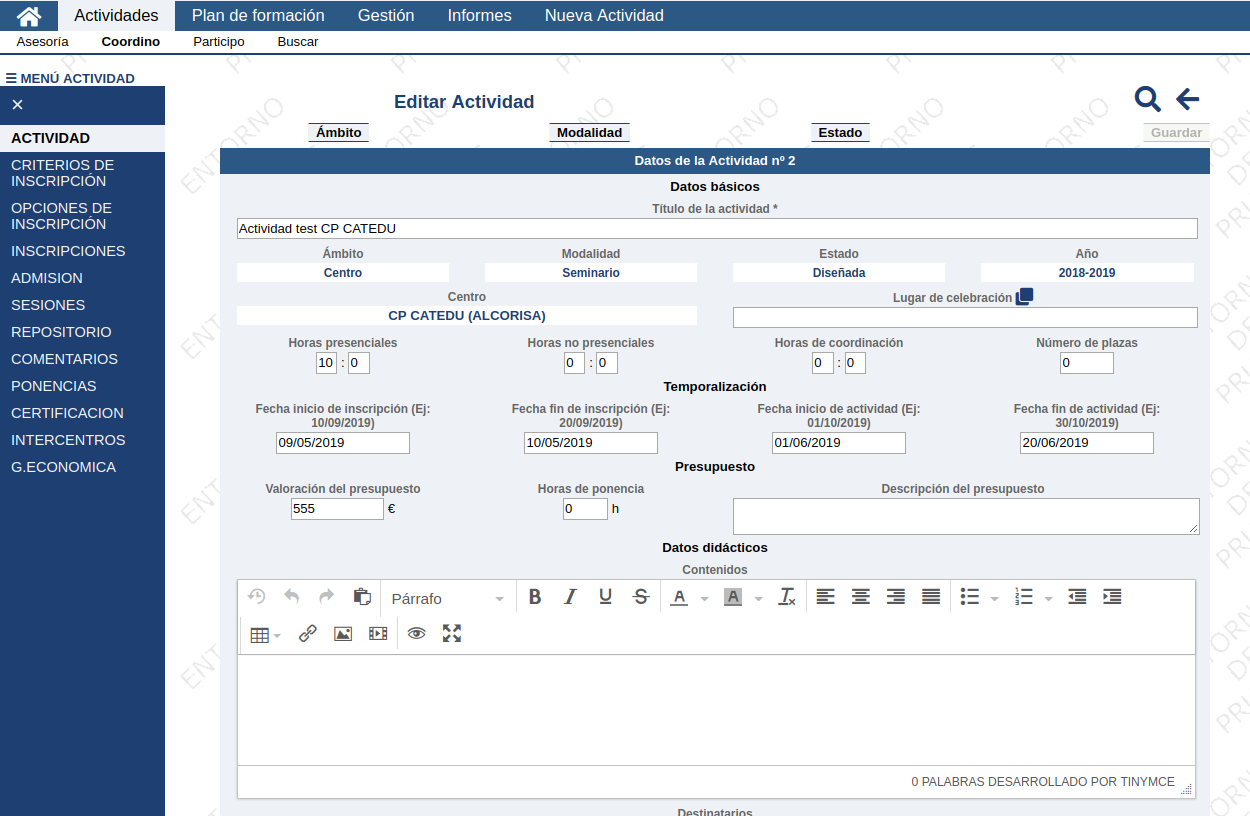 Actividades Plan de formación Gestión Informes Nueva Actividad
Asesoría Coordino Participo Buscar
MENÚ ACTIVIDAD
ACTIVIDAD
CRITERIOS DE
INSCRIPCIÓN
OPCIONES DE
INSCRIPCIÓN
INSCRIPCIONES
ADMISION
SESIONES
REPOSITORIO
COMENTARIOS
PONENCIAS
CERTIFICACION
INTERCENTROS
G.ECONOMICA
Editar Actividad
Ámbito Modalidad Estado Guardar
Datos de la Actividad nº 2
Datos básicos
Título de la actividad *
Actividad test CP CATEDU
Ámbito Modalidad Estado Año
Centro Seminario Diseñada 2018-2019
Centro Lugar de celebración
CP CATEDU (ALCORISA)
Horas presenciales Horas no presenciales Horas de coordinación Número de plazas
10 : 0 0 : 0 0 : 0 0
Temporalización
Fecha inicio de inscripción (Ej: Fecha fin de inscripción (Ej: Fecha inicio de actividad (Ej: Fecha fin de actividad (Ej:
10/09/2019) 20/09/2019) 01/10/2019) 30/10/2019)
09/05/2019 10/05/2019 01/06/2019 20/06/2019
Presupuesto
Valoración del presupuesto Horas de ponencia Descripción del presupuesto
555 € 0 h
Datos didácticos
Contenidos
Párrafo
0 PALABRAS DESARROLLADO POR TINYMCE
Destinatarios